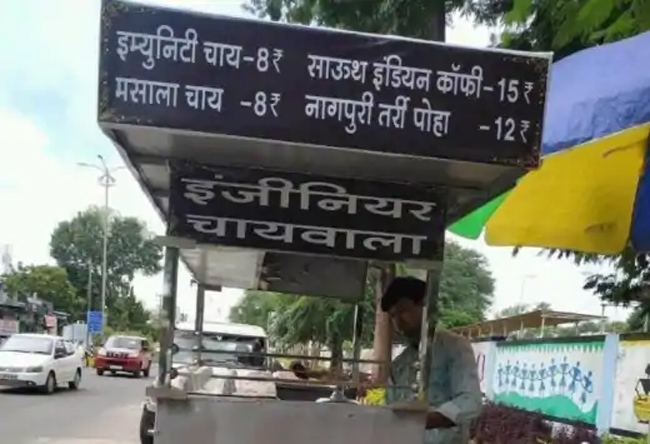 इम्युनिटी चाय-8₹ साऊथ इंडियन कॉफी-15₹
मसाला चाय -8₹ नागपुरी तर्री पोहा -12₹
इंजीनियर
चायवाला